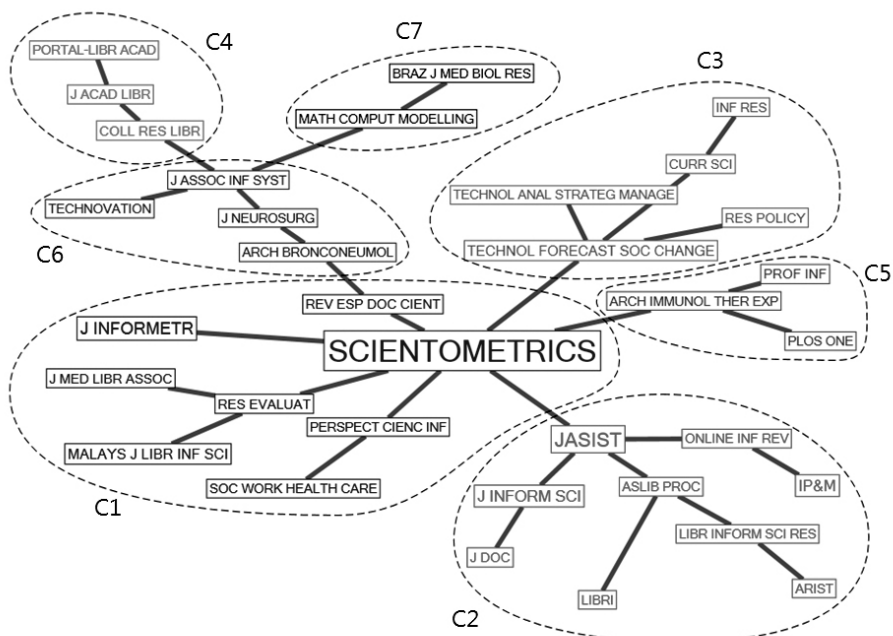 C4
PORTAL-LIBR ACAD
J ACAD LIBR
COLL RES LIBR
C7
BRAZ J MED BIOL RES
MATH COMPUT MODELLING
C3
INF RES
CURR SCI
TECHNOL ANAL STRATEG MANAGE
RES POLICY
TECHNOL FORECAST SOC CHANGE
J ASSOC INF SYST
TECHNOVATION
J NEUROSURG
C6
ARCH BRONCONEUMOL
C5
PROF INF
ARCH IMMUNOL THER EXP
PLOS ONE
REV ESP DOC CIENT
J INFORMETR
SCIENTOMETRICS
J MED LIBR ASSOC
RES EVALUAT
PERSPECT CIENC INF
MALAYS J LIBR INF SCI
SOC WORK HEALTH CARE
C1
JASIST
ONLINE INF REV
IP&M
J INFORM SCI
ASLIB PROC
J DOC
LIBR INFORM SCI RES
LIBRI
ARIST
C2